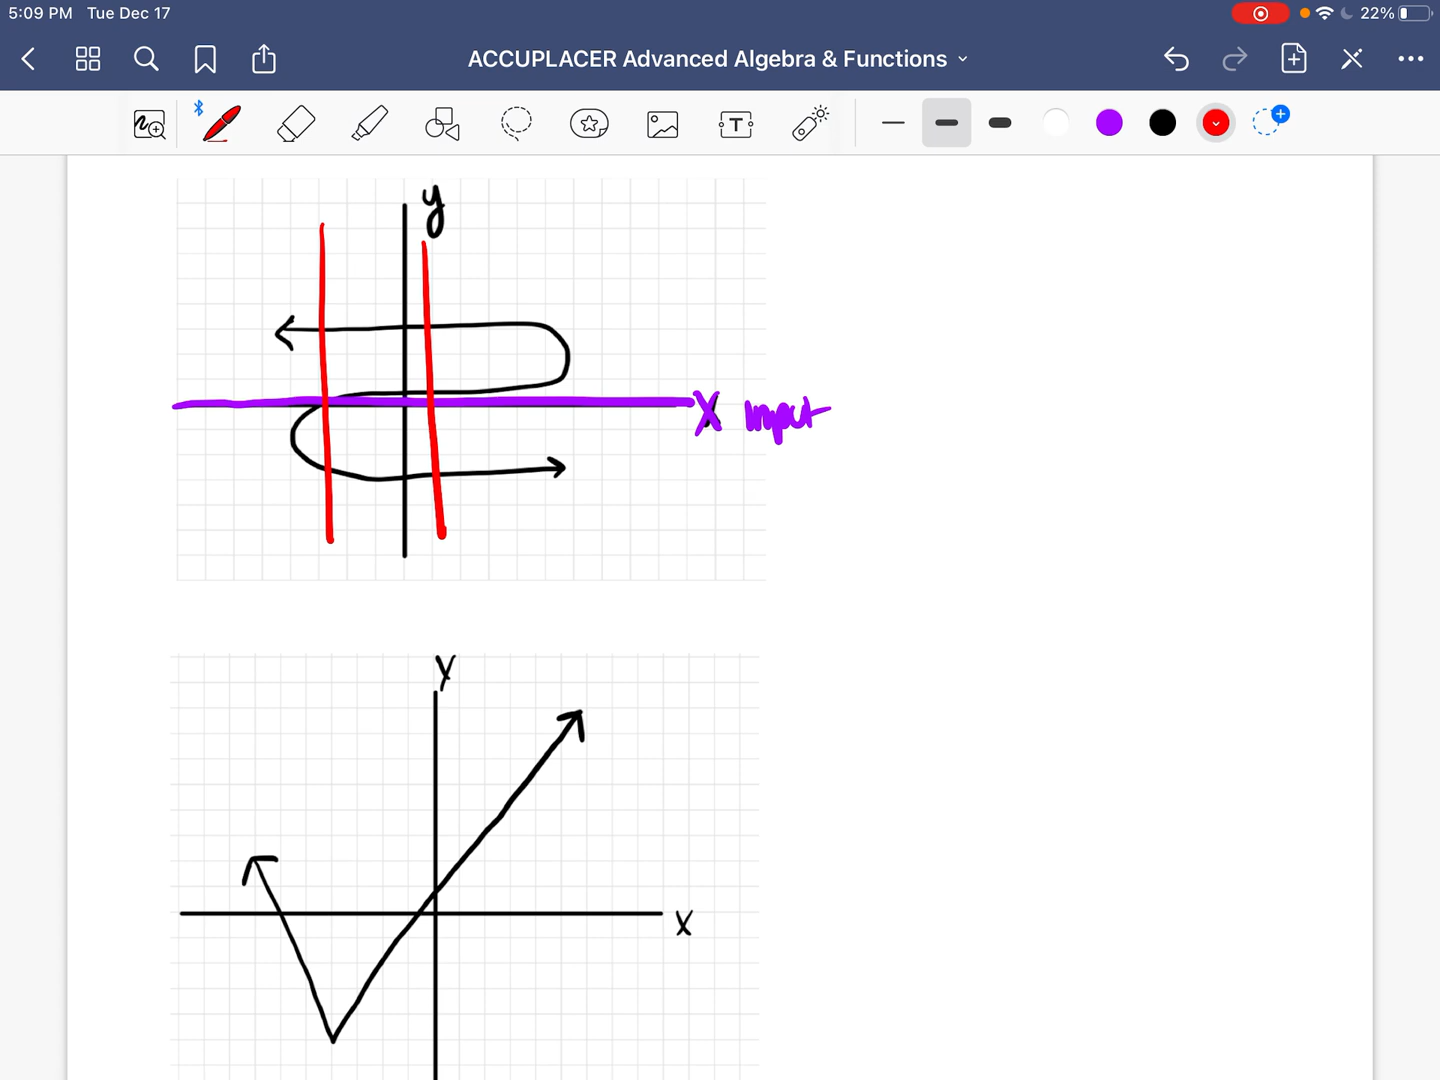 5:09 PM Tue Dec 17
22%
ACCUPLACER Advanced Algebra & Functions
T
y
X Input
y
x